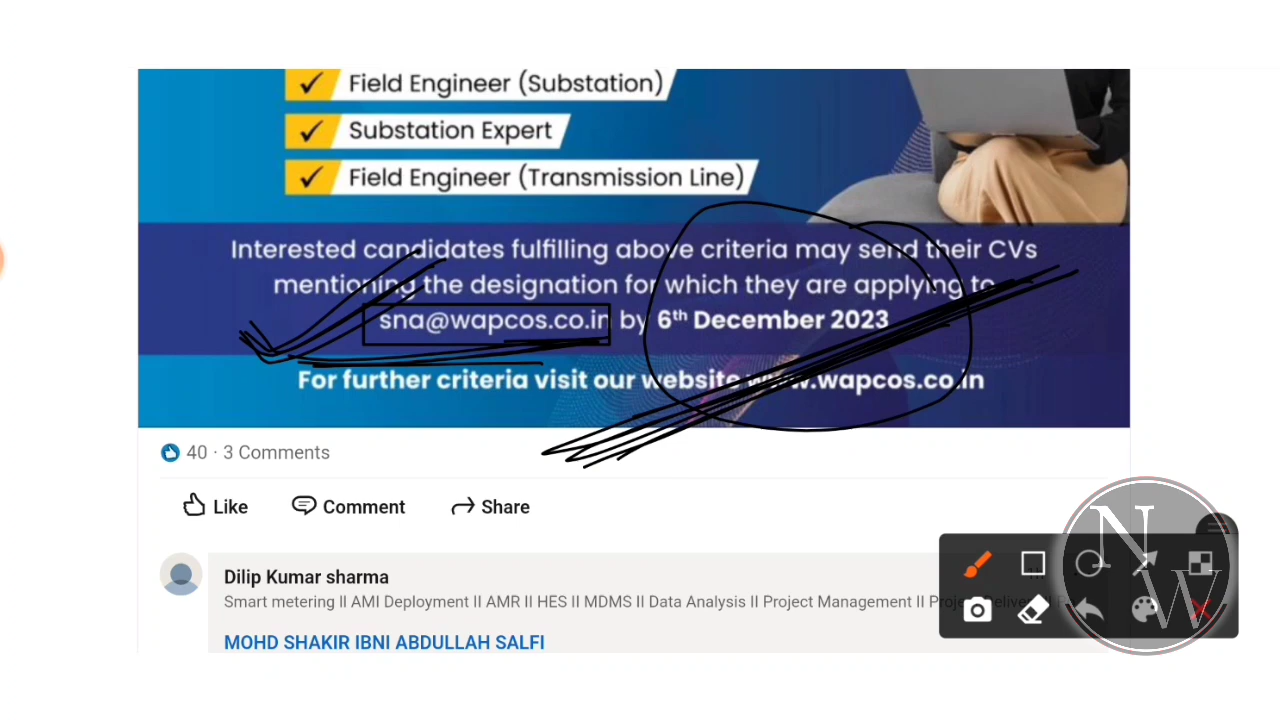 Field Engineer (Substation)
Substation Expert
Field Engineer (Transmission Line)
Interested candidates fulfilling above criteria may send their CVs
mentioning the designation for which they are applying to
sna@wapcos.co.in by 6th December 2023
For further criteria visit our website www.wapcos.co.in
40 · 3 Comments
Like Comment Share
Dilip Kumar sharma
Smart metering II AMI Deployment II AMR II HES II MDMS II Data Analysis II Project Management II Project Deliver
MOHD SHAKIR IBNI ABDULLAH SALFI
NW